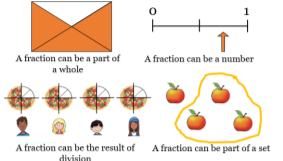 0 1
A fraction can be a part of
a whole
A fraction can be a number
A fraction can be the result of
division
A fraction can be part of a set